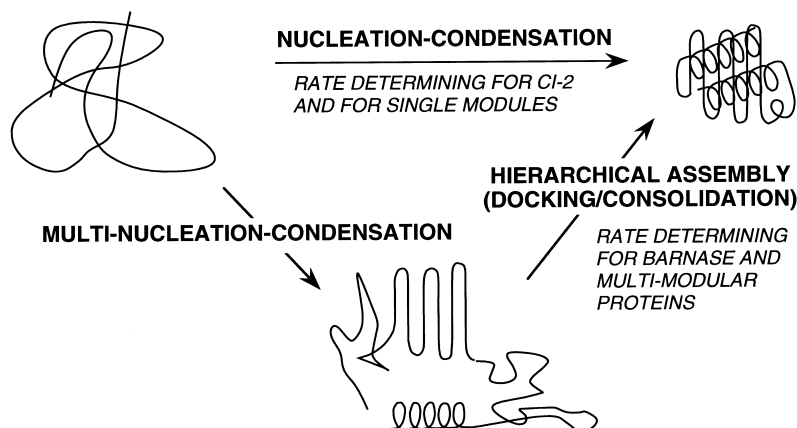 NUCLEATION-CONDENSATION
RATE DETERMINING FOR CI-2
AND FOR SINGLE MODULES
HIERARCHICAL ASSEMBLY
(DOCKING/CONSOLIDATION)
MULTI-NUCLEATION-CONDENSATION
RATE DETERMINING
FOR BARNASE AND
MULTI-MODULAR
PROTEINS